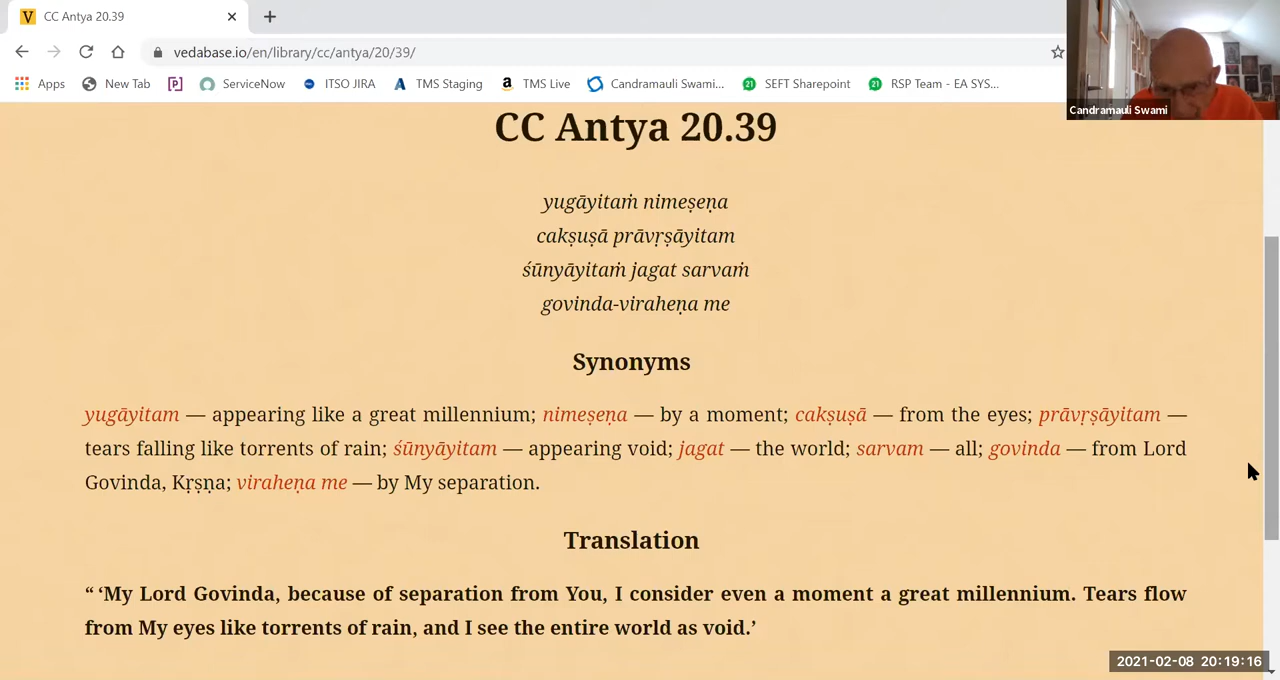 CC Antya 20.39
vedabase.io/en/library/cc/antya/20/39/
Apps New Tab ServiceNow ITSO JIRA TMS Staging TMS Live Candramauli Swami... SEFT Sharepoint RSP Team - EA SYS...
Candramauli Swami
CC Antya 20.39
yugāyitaṁ nimeṣeṇa
cakṣuṣā prāvṛṣāyitam
śūnyāyitaṁ jagat sarvaṁ
govinda-viraheṇa me
Synonyms
yugāyitam — appearing like a great millennium; nimeṣeṇa — by a moment; cakṣuṣā — from the eyes; prāvṛṣāyitam —
tears falling like torrents of rain; śūnyāyitam — appearing void; jagat — the world; sarvam — all; govinda — from Lord
Govinda, Kṛṣṇa; viraheṇa me — by My separation.
Translation
“ ‘My Lord Govinda, because of separation from You, I consider even a moment a great millennium. Tears flow
from My eyes like torrents of rain, and I see the entire world as void.’
2021-02-08 20:19:16